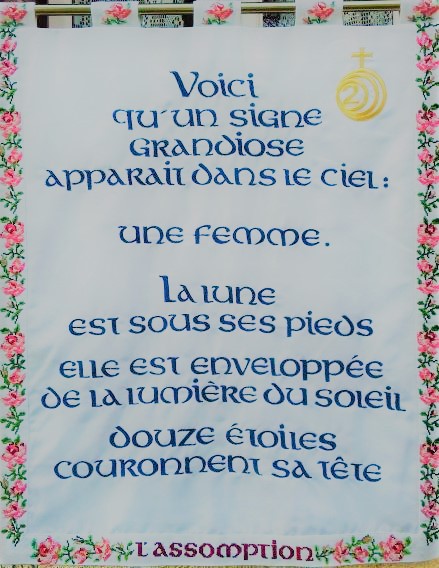 Voici
qu'un signe
grandiose
apparait dans le ciel:
2
une femme.
La lune
est sous ses pieds
elle est enveloppée
de la lumière du soleil
douze étoiles
couronnent sa tête
L'ASSOMPTION